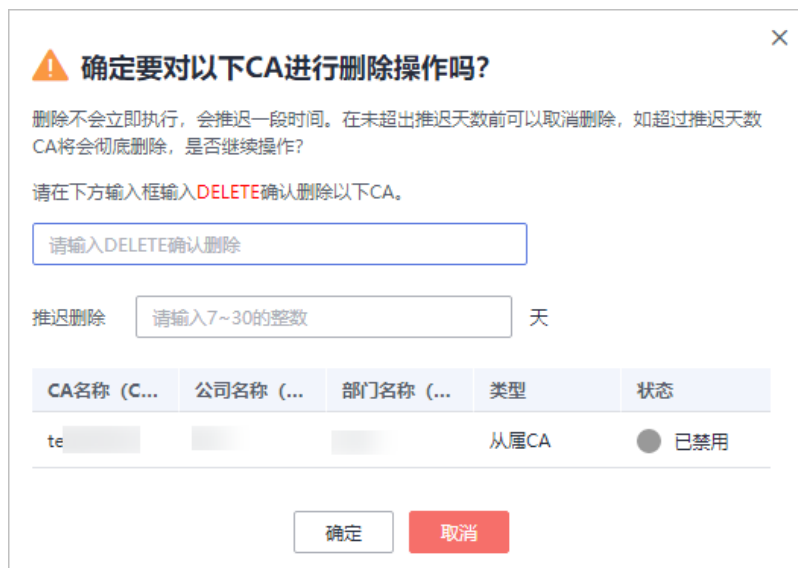 确定要对以下CA进行删除操作吗?
删除不会立即执行，会推迟一段时间。在未超出推迟天数前可以取消删除，如超过推迟天数
CA将会彻底删除，是否继续操作?
请在下方输入框输入DELETE确认删除以下CA。
请输入DELETE确认删除
推迟删除 请输入7~30的整数 天
CA名称（C... 公司名称（... 部门名称（... 类型 状态
te 从属CA 已禁用
确定 取消